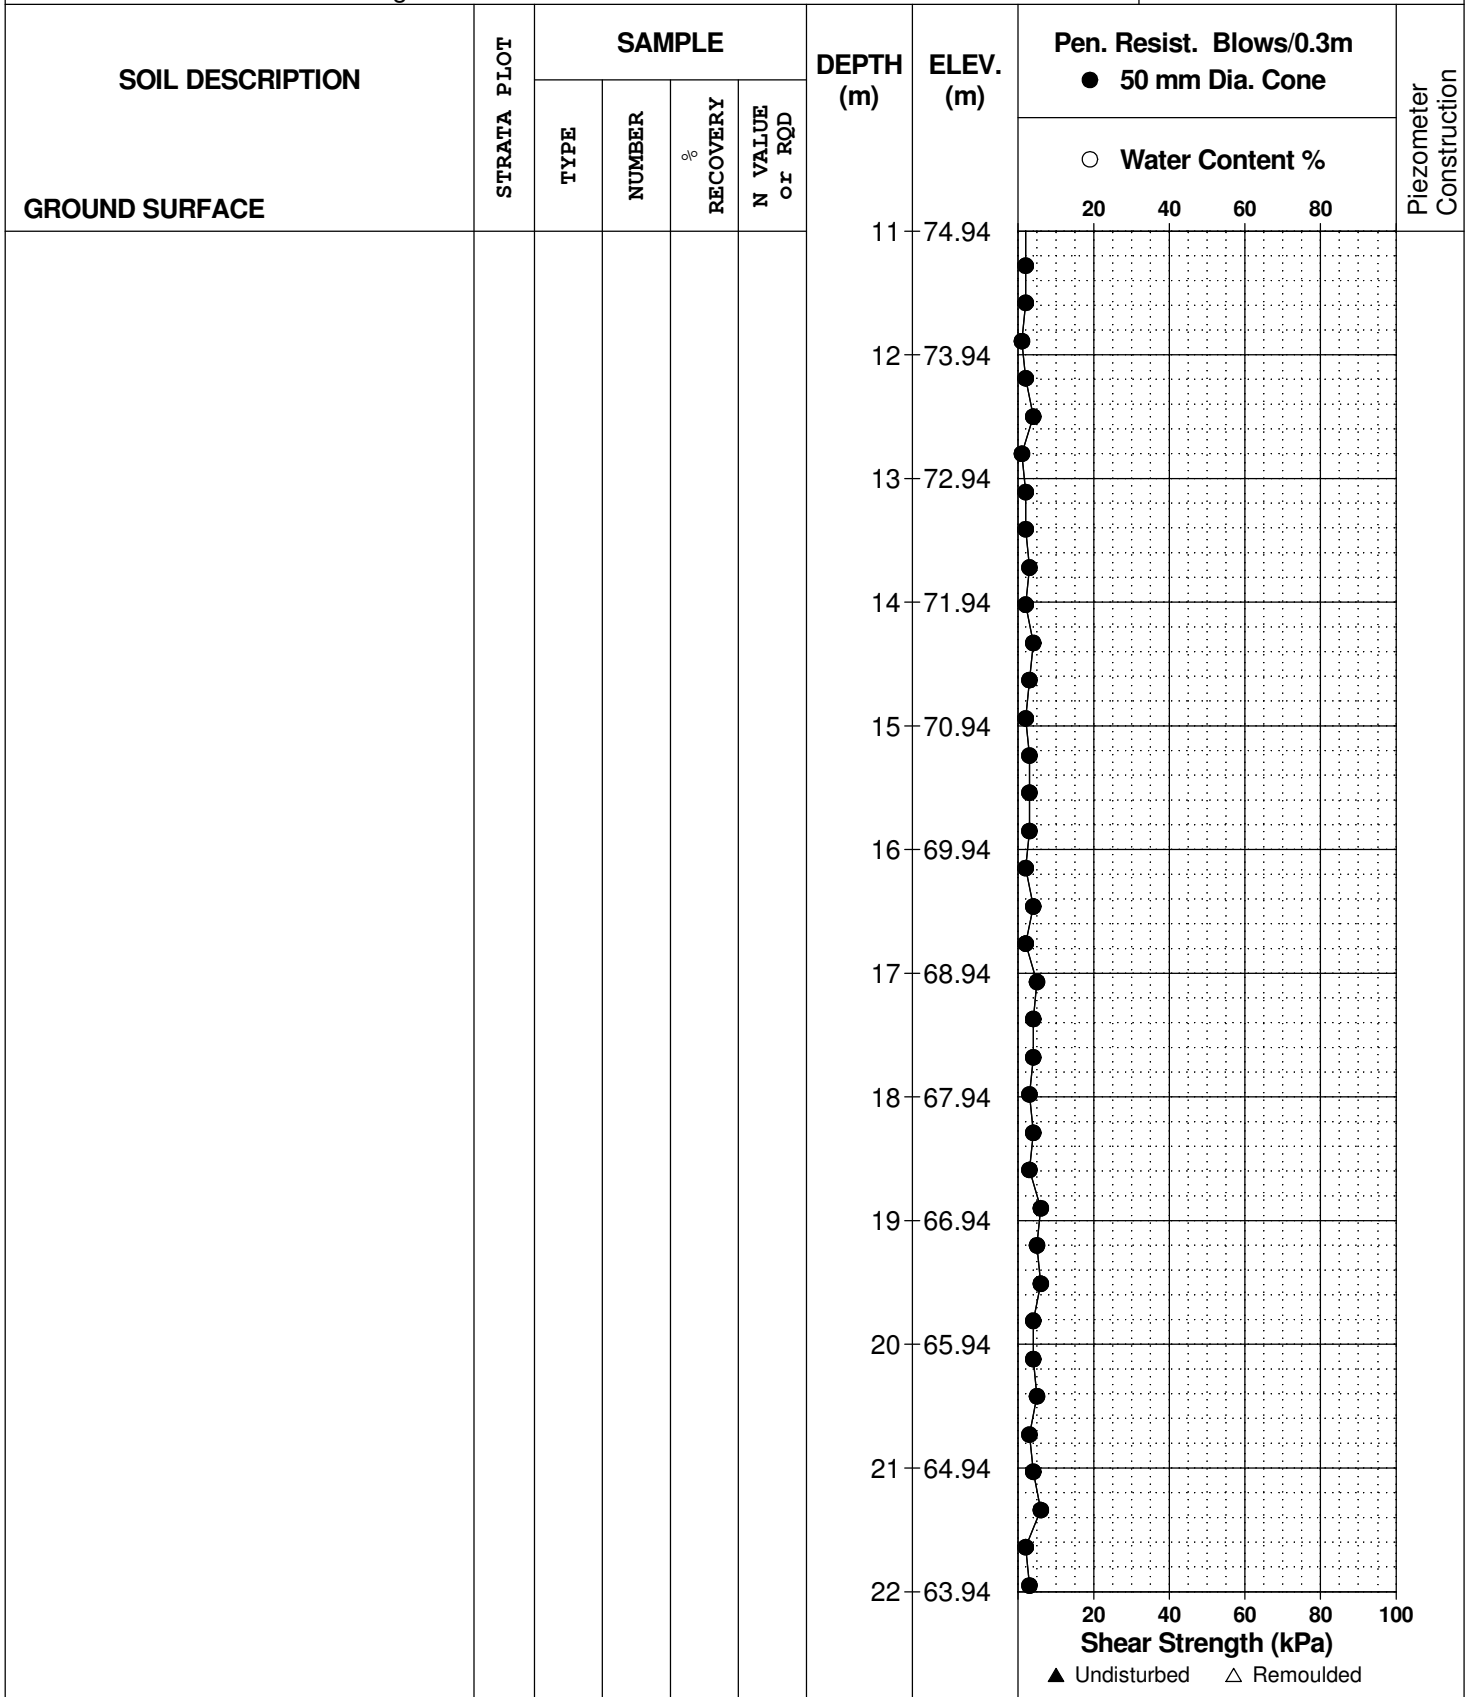 SOIL DESCRIPTION
GROUND SURFACE
STRATA PLOT
SAMPLE
TYPE
NUMBER
%
RECOVERY
N VALUE
or RQD
DEPTH
(m)
ELEV.
(m)
Pen. Resist. Blows/0.3m
● 50 mm Dia. Cone
○ Water Content %
20 40 60 80
Piezometer
Construction
11 74.94
12 73.94
13 72.94
14 71.94
15 70.94
16 69.94
17 68.94
18 67.94
19 66.94
20 65.94
21 64.94
22 63.94
20 40 60 80 100
Shear Strength (kPa)
▲ Undisturbed △ Remoulded